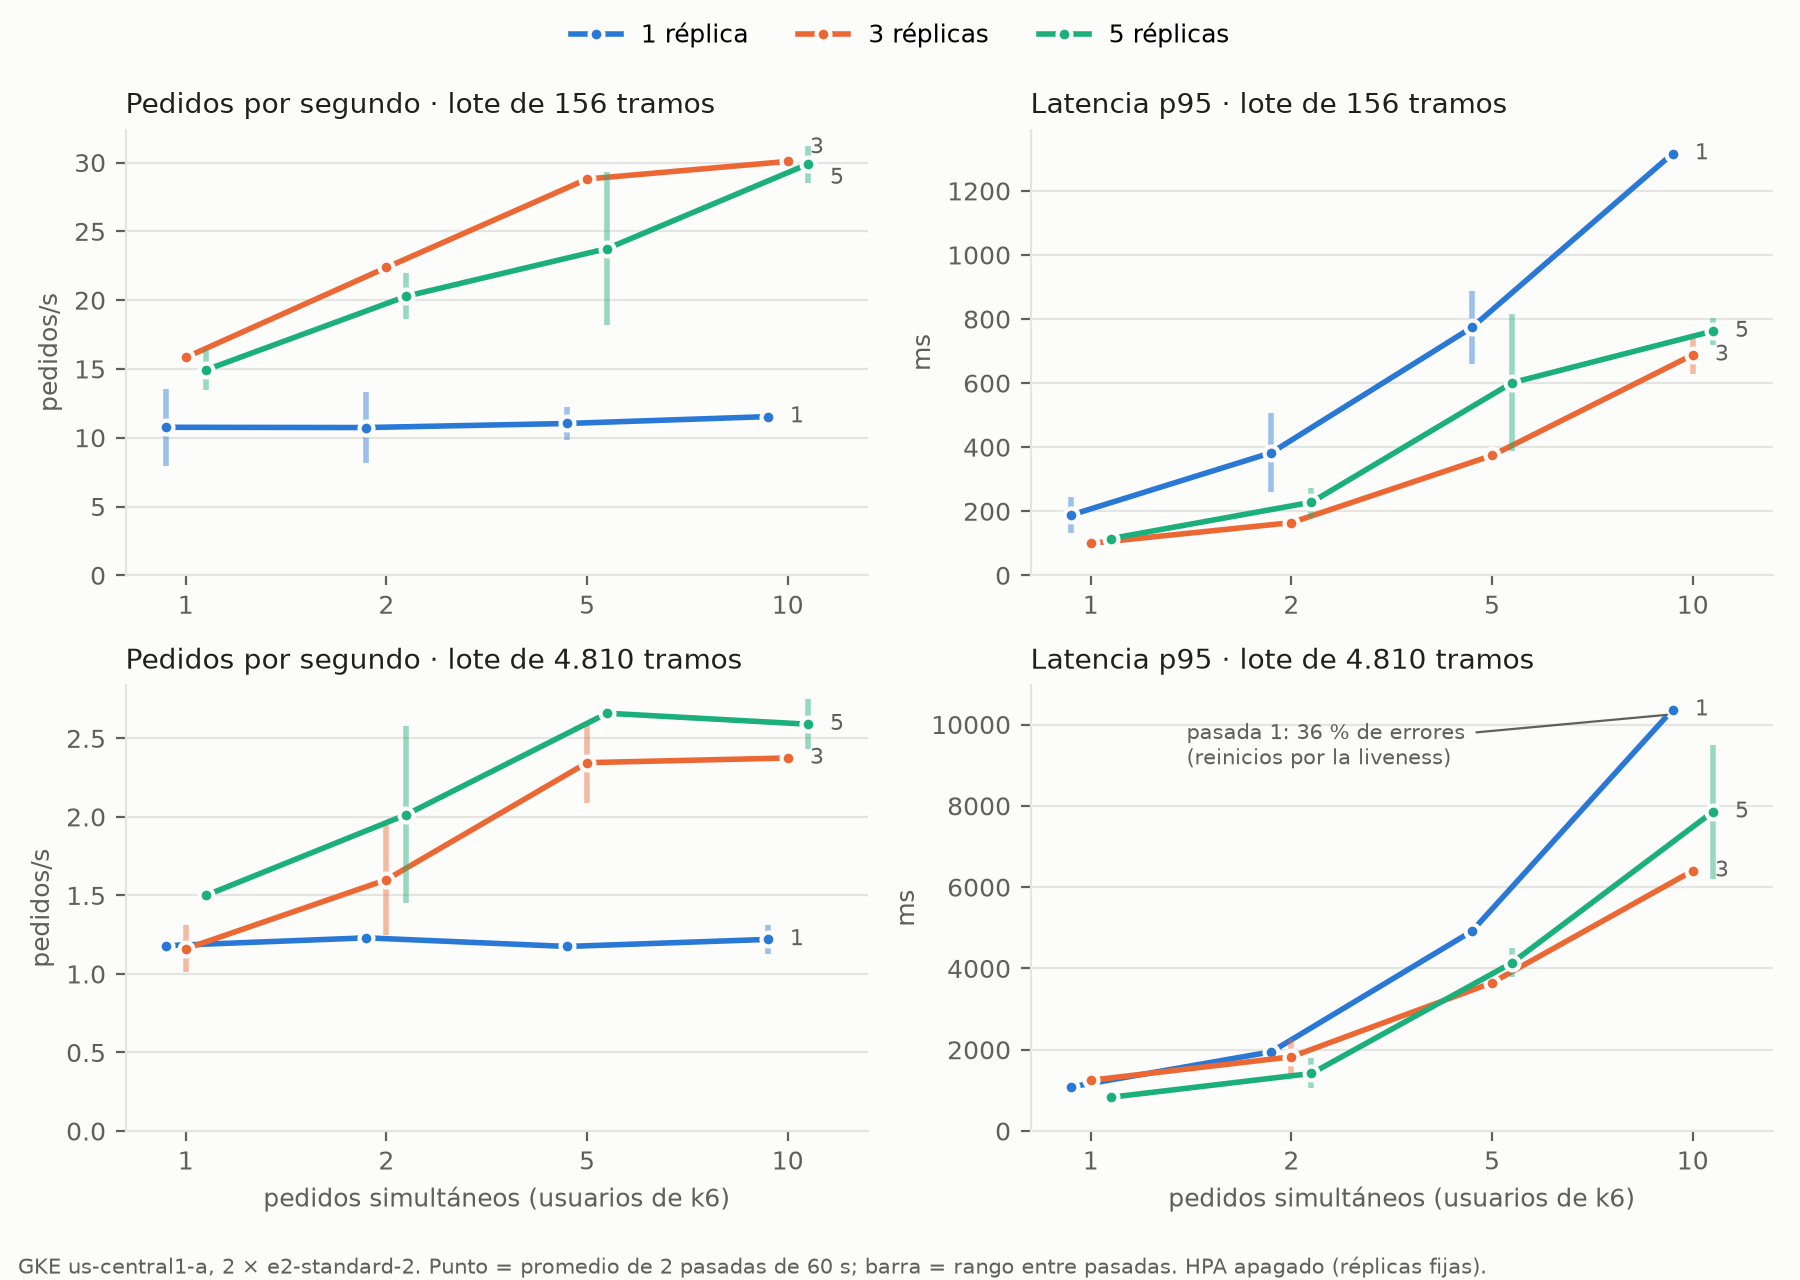 1 réplica 3 réplicas 5 réplicas
Pedidos por segundo · lote de 156 tramos
pedidos/s
30
25
20
15
10
5
0
1 2 5 10
3
5
1
Latencia p95 · lote de 156 tramos
ms
1200
1000
800
600
400
200
0
1 2 5 10
1
5
3
Pedidos por segundo · lote de 4.810 tramos
pedidos/s
2.5
2.0
1.5
1.0
0.5
0.0
1 2 5 10
5
3
1
pedidos simultáneos (usuarios de k6)
Latencia p95 · lote de 4.810 tramos
ms
10000
8000
6000
4000
2000
0
1 2 5 10
pasada 1: 36 % de errores
(reinicios por la liveness)
1
5
3
pedidos simultáneos (usuarios de k6)
GKE us-central1-a, 2 × e2-standard-2. Punto = promedio de 2 pasadas de 60 s; barra = rango entre pasadas. HPA apagado (réplicas fijas).